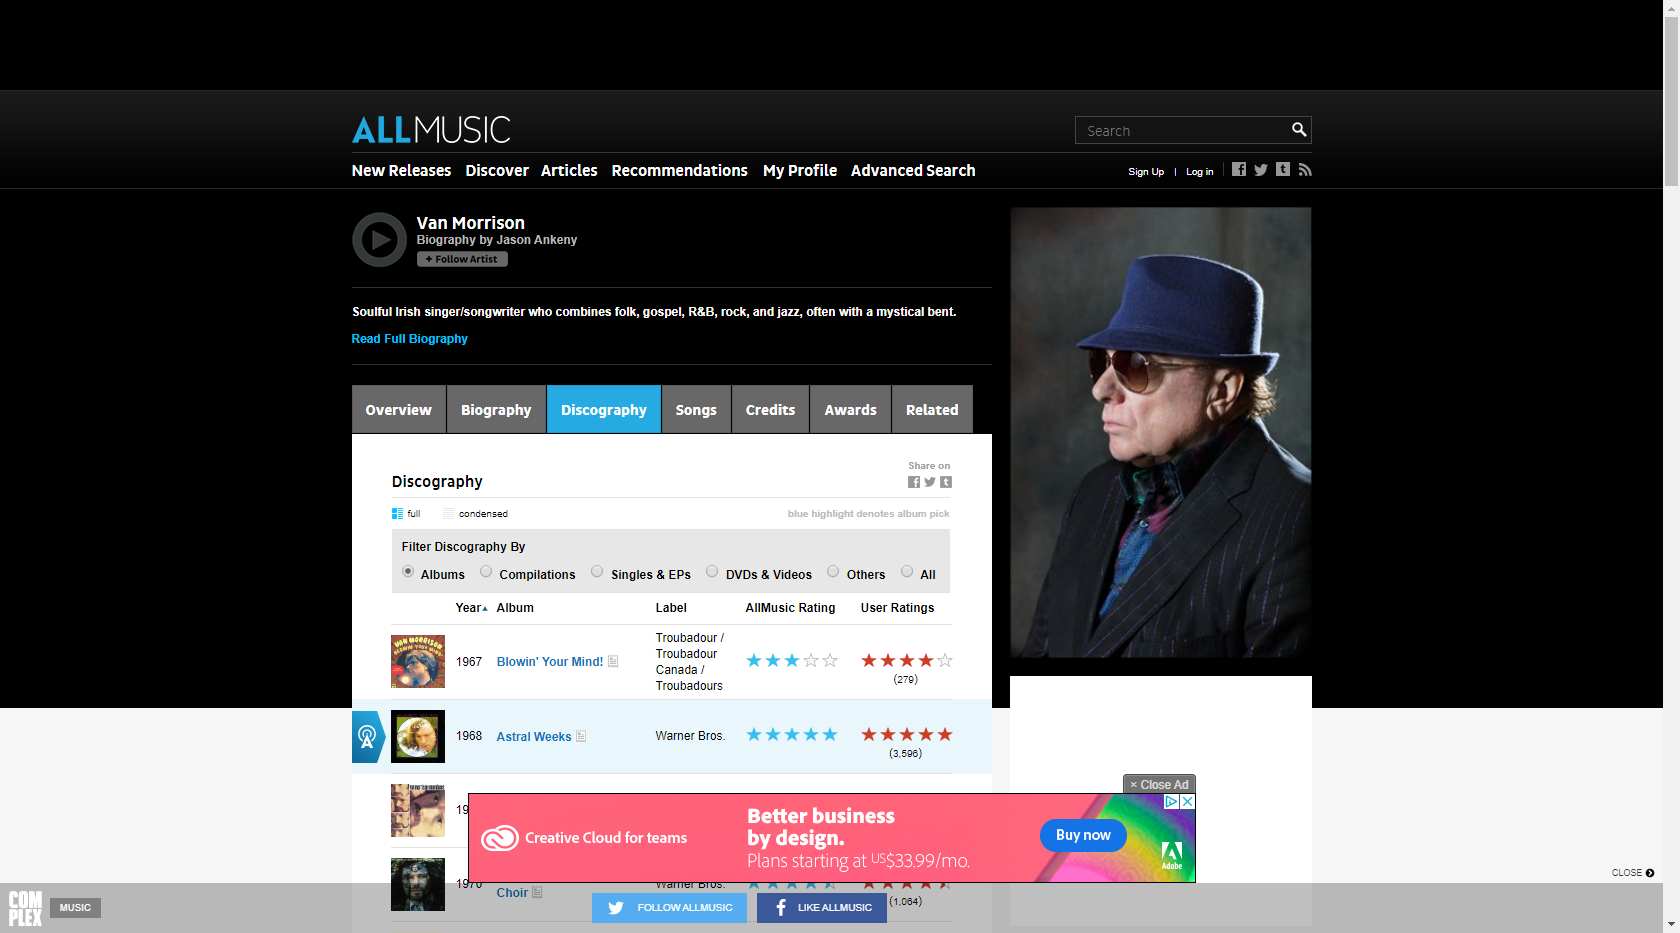 ALLMUSIC
Search
New Releases Discover Articles Recommendations My Profile Advanced Search
Sign Up | Log in
Van Morrison
Biography by Jason Ankeny
+ Follow Artist
Soulful Irish singer/songwriter who combines folk, gospel, R&B, rock, and jazz, often with a mystical bent.
Read Full Biography
Overview Biography Discography Songs Credits Awards Related
Share on
Discography
full condensed blue highlight denotes album pick
Filter Discography By
Albums Compilations Singles & EPs DVDs & Videos Others All
Year Album Label AllMusic Rating User Ratings
VAN MORRISON
BLOWIN' YOUR MIND!
1967 Blowin' Your Mind!
Troubadour /
Troubadour
Canada /
Troubadours
(279)
1968 Astral Weeks Warner Bros.
(3,596)
× Close Ad
Creative Cloud for teams
Better business
by design.
Plans starting at US$33.99/mo.
Buy now
Adobe
1970 Warner Bros.
Choir
(1,064)
CLOSE
COMPLEX
MUSIC
FOLLOW ALLMUSIC
LIKE ALLMUSIC